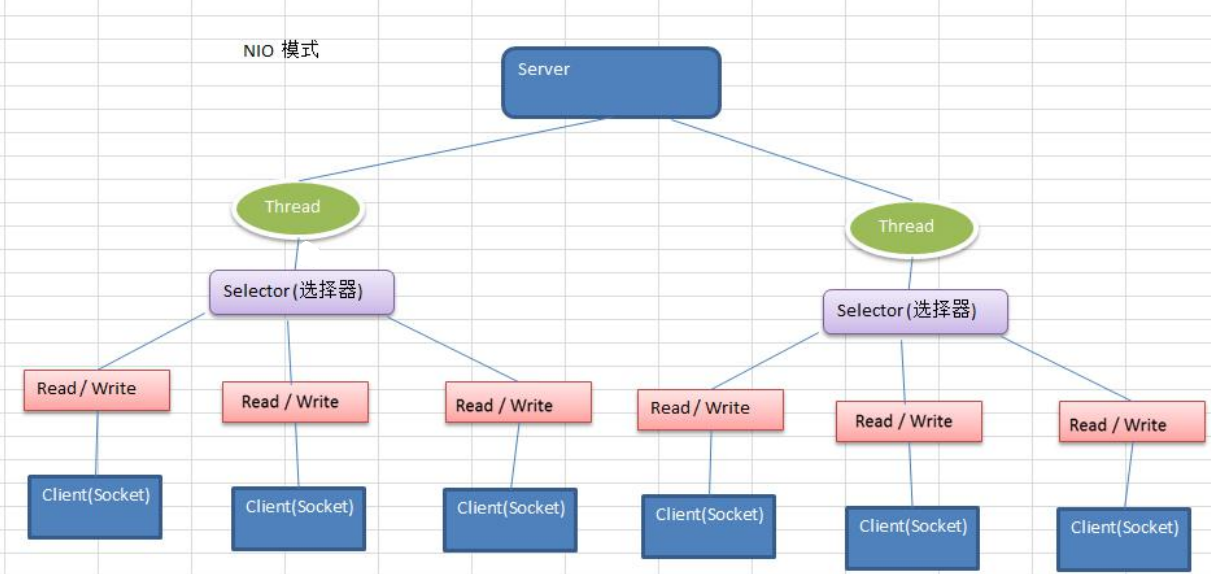 NIO 模式
Server
Thread
Thread
Selector(选择器)
Selector(选择器)
Read / Write
Read / Write
Read / Write
Read / Write
Read / Write
Read / Write
Client(Socket)
Client(Socket)
Client(Socket)
Client(Socket)
Client(Socket)
Client(Socket)